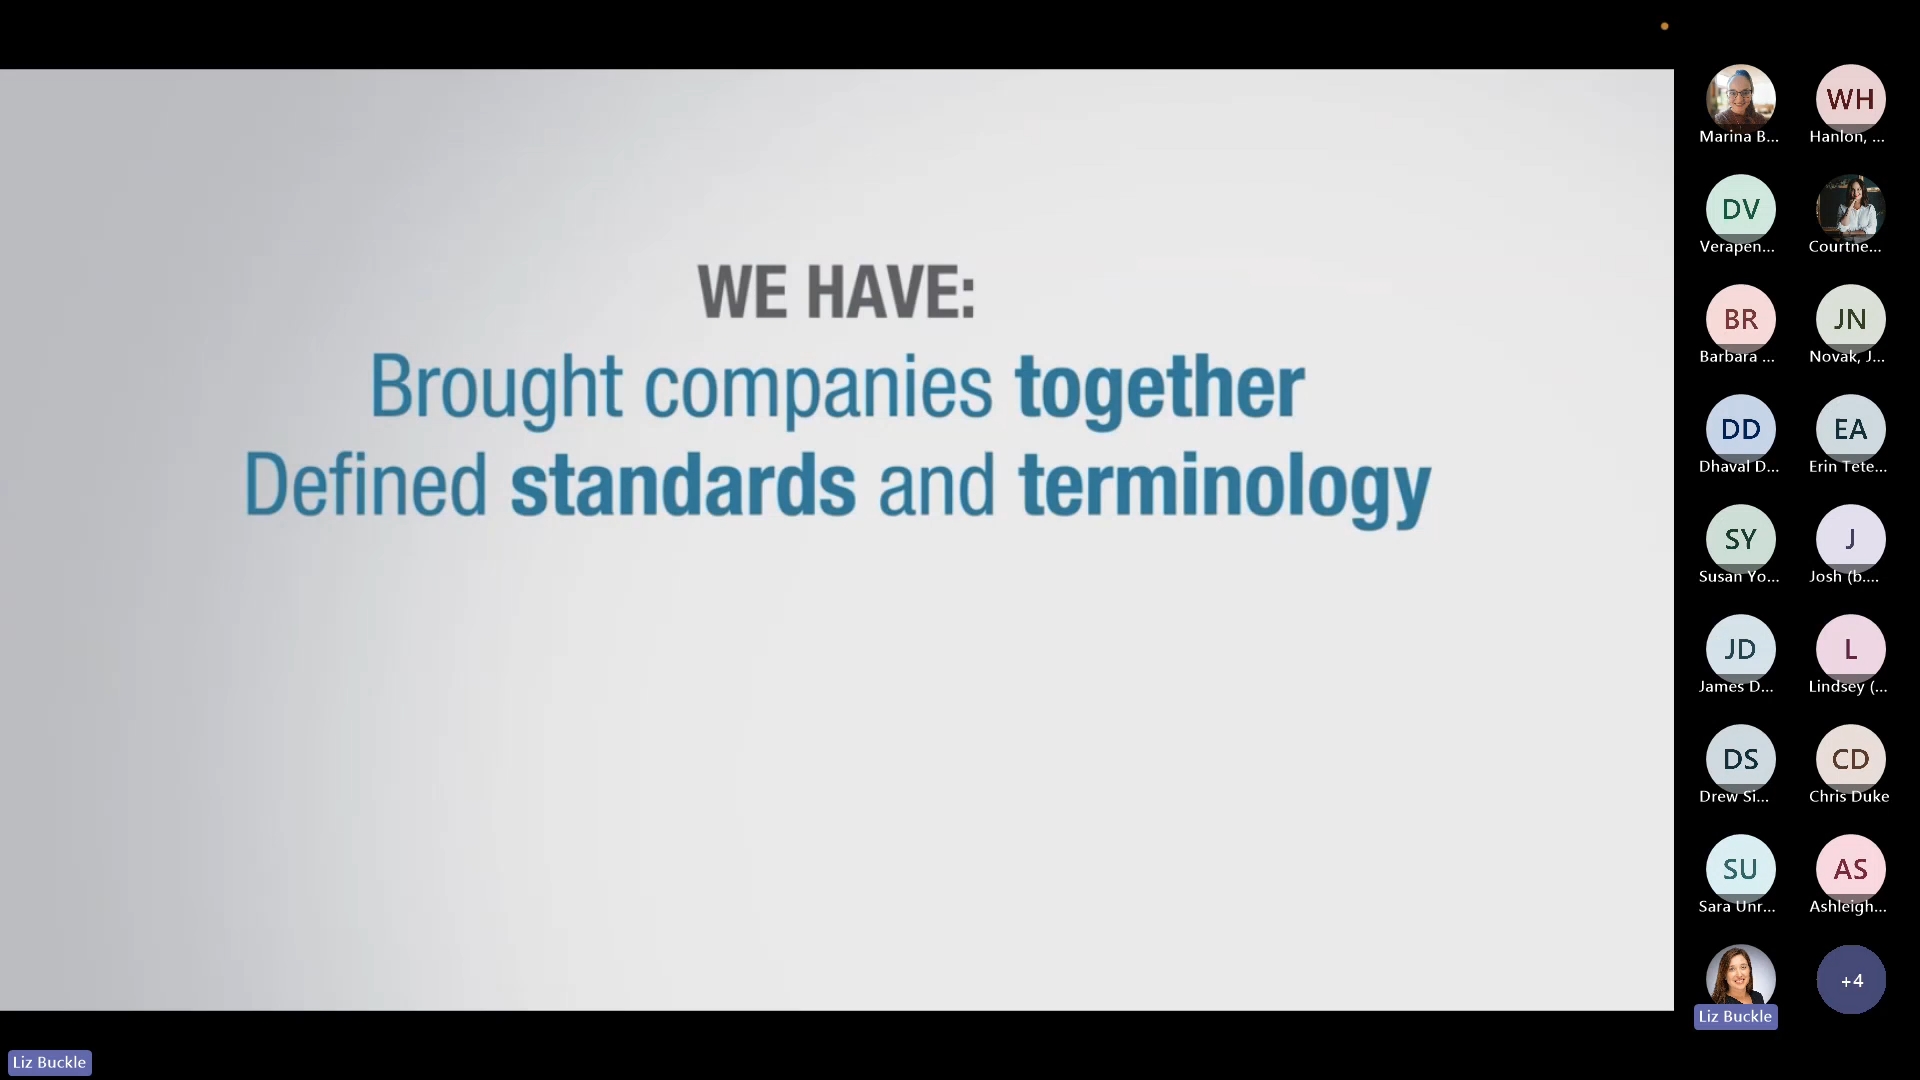 WE HAVE:
Brought companies together
Defined standards and terminology
WH
Marina B...
Hanlon, ...
DV
Verapen...
Courtne...
BR
JN
Barbara ...
Novak, J...
DD
EA
Dhaval D...
Erin Tete...
SY
J
Susan Yo...
Josh (b....
JD
L
James D...
Lindsey (...
DS
CD
Drew Si...
Chris Duke
SU
AS
Sara Unr...
Ashleigh...
+4
Liz Buckle
Liz Buckle